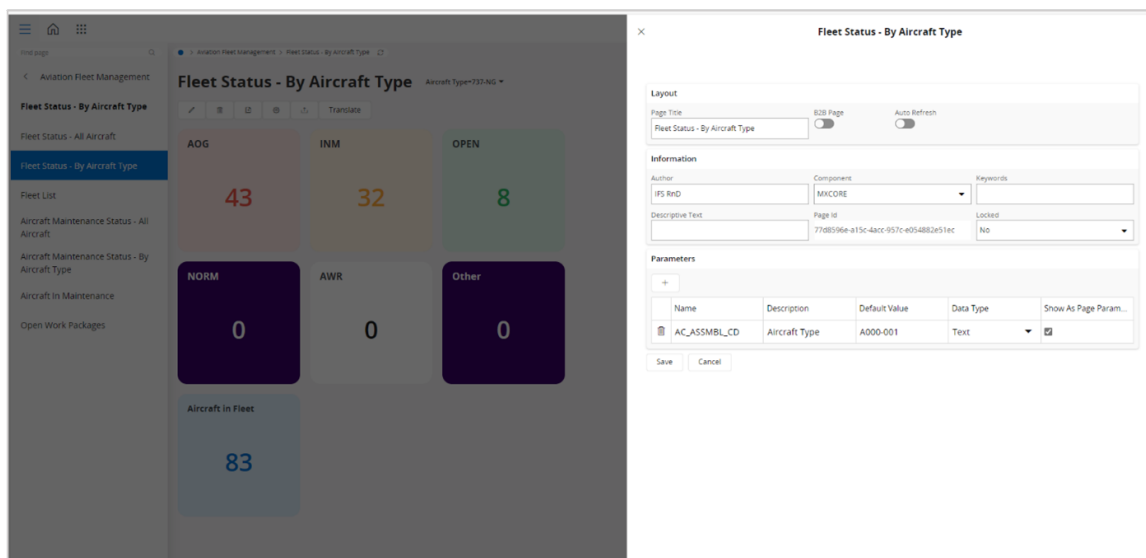 Find page
Aviation Fleet Management > Fleet Status - By Aircraft Type
Aviation Fleet Management
Fleet Status - By Aircraft Type
Fleet Status - All Aircraft
Fleet Status - By Aircraft Type
Fleet List
Aircraft Maintenance Status - All
Aircraft
Aircraft Maintenance Status - By
Aircraft Type
Aircraft In Maintenance
Open Work Packages
Fleet Status - By Aircraft Type
Aircraft Type=737-NG
Translate
AOG
INM
OPEN
43
32
8
NORM
AWR
Other
0
0
0
Aircraft in Fleet
83
Fleet Status - By Aircraft Type
Layout
Page Title
B2B Page
Auto Refresh
Fleet Status - By Aircraft Type
Information
Author
Component
Keywords
IFS RnD
MXCORE
Descriptive Text
Page Id
Locked
77d8596e-a15c-4acc-957c-e054882e51ec
No
Parameters
+
Name
Description
Default Value
Data Type
Show As Page Param...
AC_ASSMBL_CD
Aircraft Type
A000-001
Text
Save
Cancel